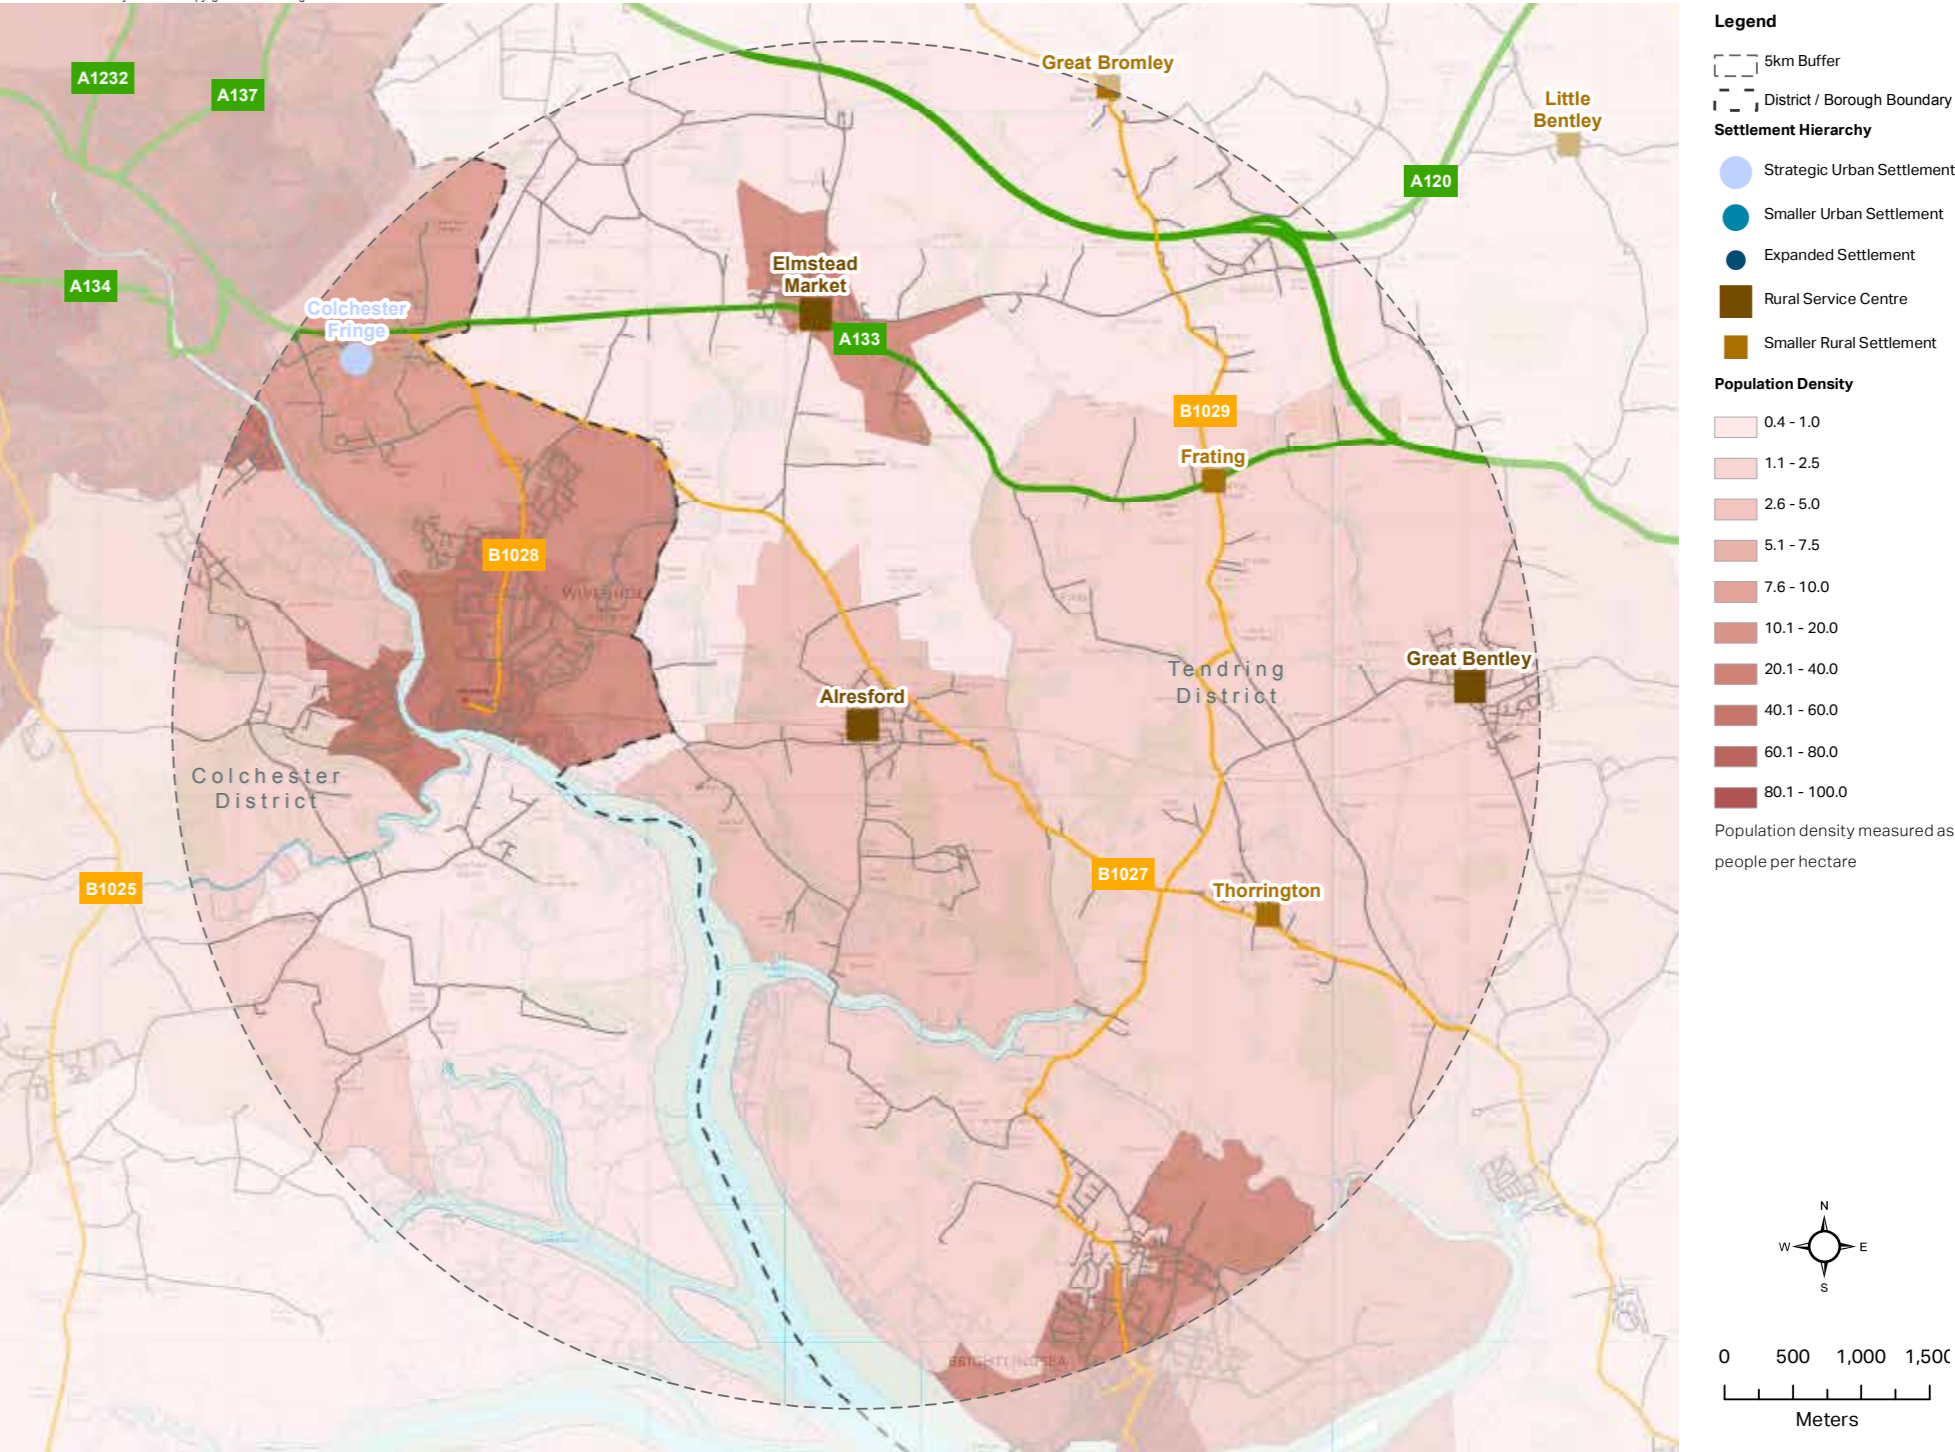 A1232
A137
A134
Colchester
Fringe
Elmstead
Market
A133
Great Bromley
Little
Bentley
A120
B1029
Frating
B1028
WIVENHOE
Alresford
Tendring
District
Great Bentley
Colchester
District
B1025
B1027
Thorrington
BRIGHTLINGSEA
Legend
5km Buffer
District / Borough Boundary
Settlement Hierarchy
Strategic Urban Settlement
Smaller Urban Settlement
Expanded Settlement
Rural Service Centre
Smaller Rural Settlement
Population Density
0.4 - 1.0
1.1 - 2.5
2.6 - 5.0
5.1 - 7.5
7.6 - 10.0
10.1 - 20.0
20.1 - 40.0
40.1 - 60.0
60.1 - 80.0
80.1 - 100.0
Population density measured as
people per hectare
N
W E
S
0 500 1,000 1,500
Meters